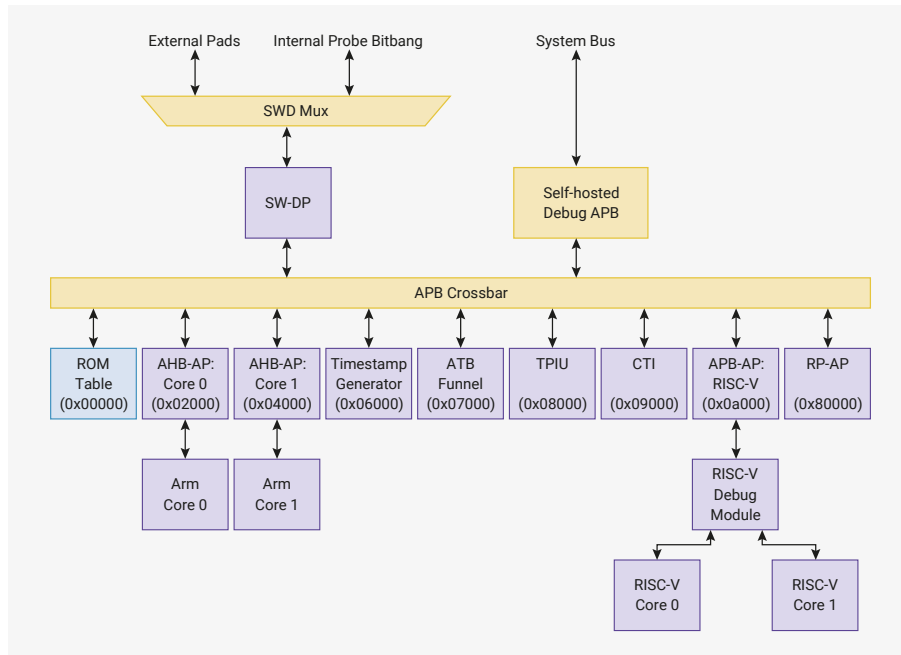 External Pads
Internal Probe Bitbang
System Bus
SWD Mux
SW-DP
Self-hosted
Debug APB
APB Crossbar
ROM
Table
(0x00000)
AHB-AP:
Core 0
(0x02000)
AHB-AP:
Core 1
(0x04000)
Timestamp
Generator
(0x06000)
ATB
Funnel
(0x07000)
TPIU
(0x08000)
CTI
(0x09000)
APB-AP:
RISC-V
(0x0a000)
RP-AP
(0x80000)
Arm
Core 0
Arm
Core 1
RISC-V
Debug
Module
RISC-V
Core 0
RISC-V
Core 1